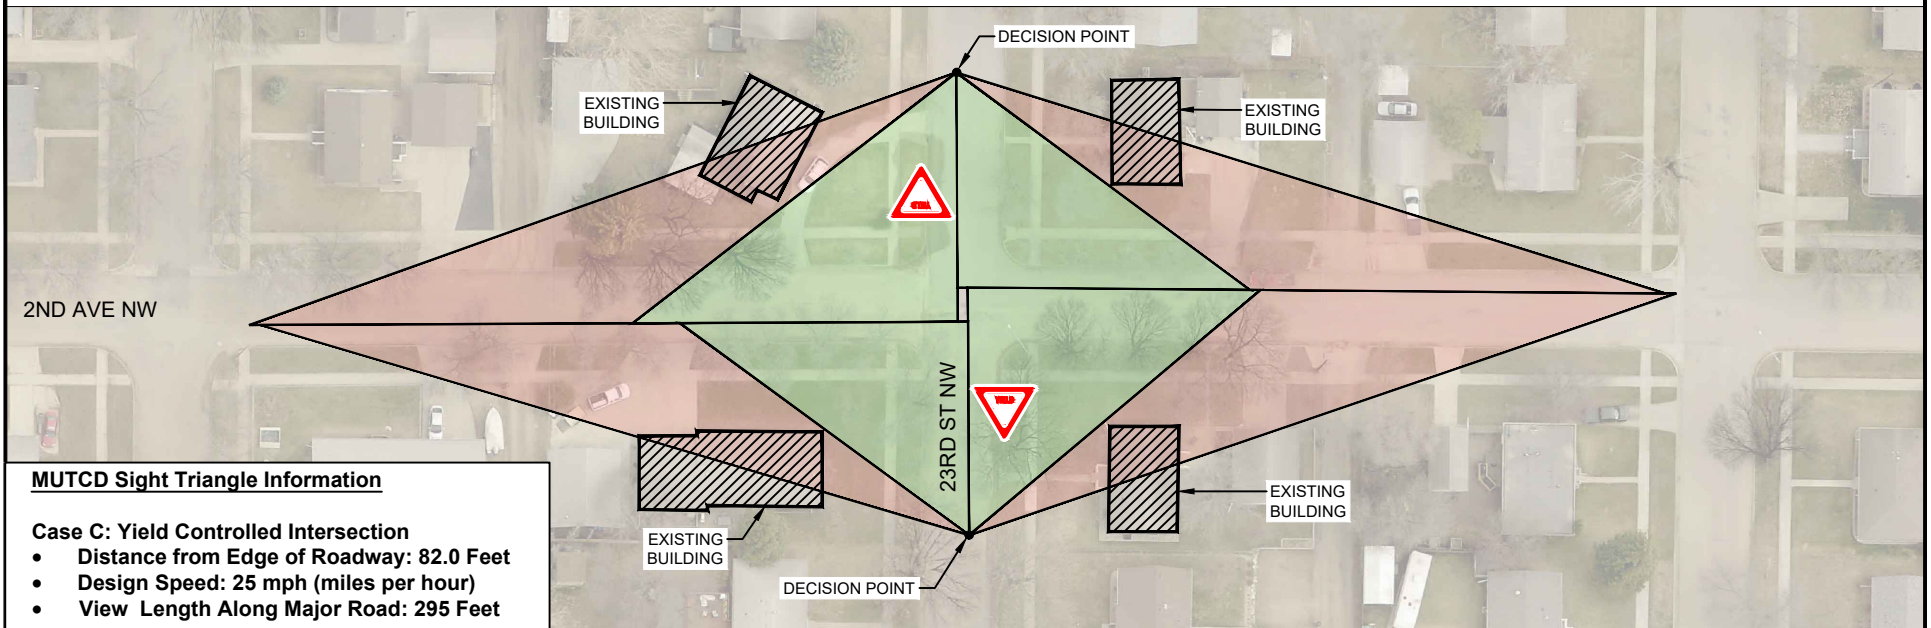 DECISION POINT
EXISTING
BUILDING
EXISTING
BUILDING
YIELD
2ND AVE NW
23RD ST NW
YIELD
MUTCD Sight Triangle Information
Case C: Yield Controlled Intersection
• Distance from Edge of Roadway: 82.0 Feet
• Design Speed: 25 mph (miles per hour)
• View Length Along Major Road: 295 Feet
EXISTING
BUILDING
EXISTING
BUILDING
DECISION POINT